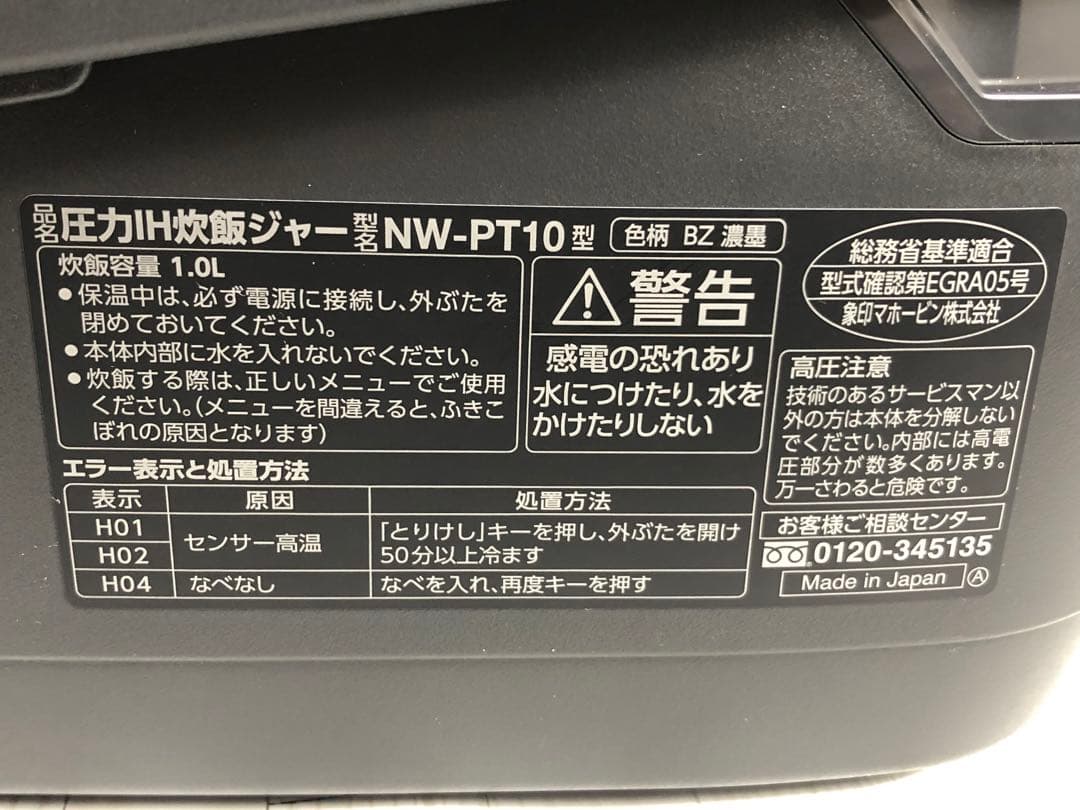 品名 圧力IH炊飯ジャー 型名 NW-PT10型 色柄 BZ 濃墨
炊飯容量 1.0L
●保温中は、必ず電源に接続し、外ぶたを
閉めておいてください。
●本体内部に水を入れないでください。
●炊飯する際は、正しいメニューでご使用
ください。(メニューを間違えると、ふきこ
ぼれの原因となります)
警告
感電の恐れあり
水につけたり、水を
かけたりしない
総務省基準適合
型式確認第EGRA05号
象印マホービン株式会社
高圧注意
技術のあるサービスマン以
外の方は本体を分解しない
でください。内部には高電
圧部分が数多くあります。
万一さわると危険です。
エラー表示と処置方法
表示 原因 処置方法
H01
H02
センサー高温
「とりけし」キーを押し、外ぶたを開け
50分以上冷ます
H04 なべなし なべを入れ、再度キーを押す
お客様ご相談センター
0120-345135
Made in Japan Ⓐ